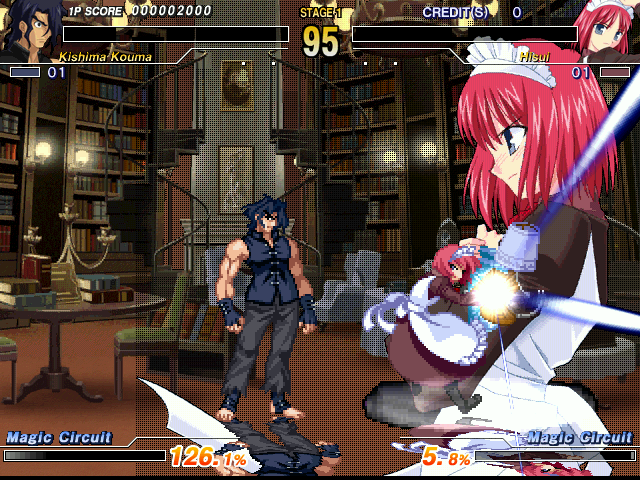 1P SCORE 000002000
STAGE 1
CREDIT(S) 0
95
Kishima Kouma
Hisui
01
01
Magic Circuit
Magic Circuit
126.1%
5.8%